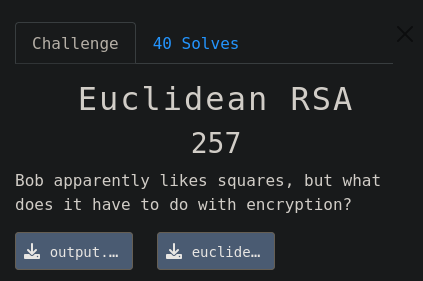 Challenge
40 Solves
Euclidean RSA
257
Bob apparently likes squares, but what
does it have to do with encryption?
output.…
euclide…